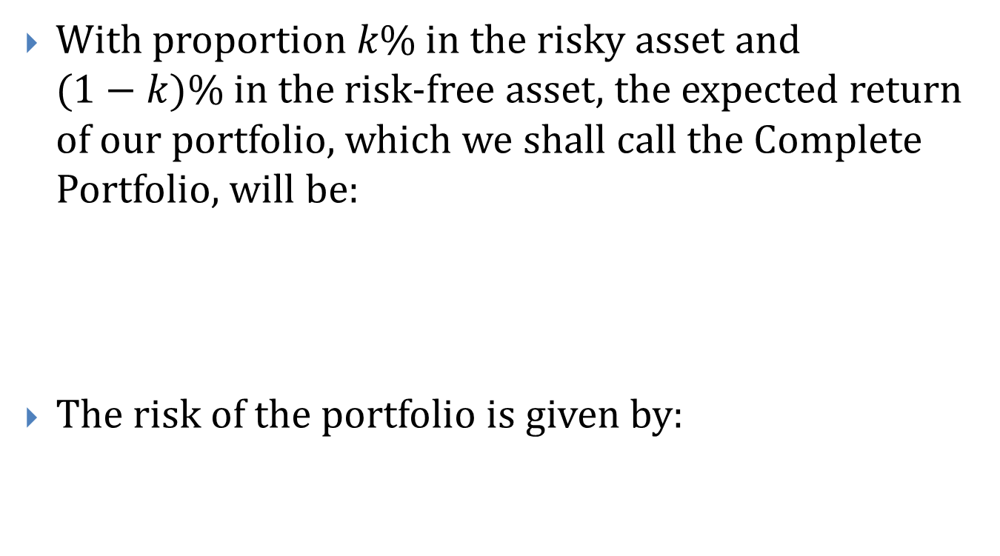 With proportion k% in the risky asset and
(1 − k)% in the risk-free asset, the expected return
of our portfolio, which we shall call the Complete
Portfolio, will be:
The risk of the portfolio is given by: